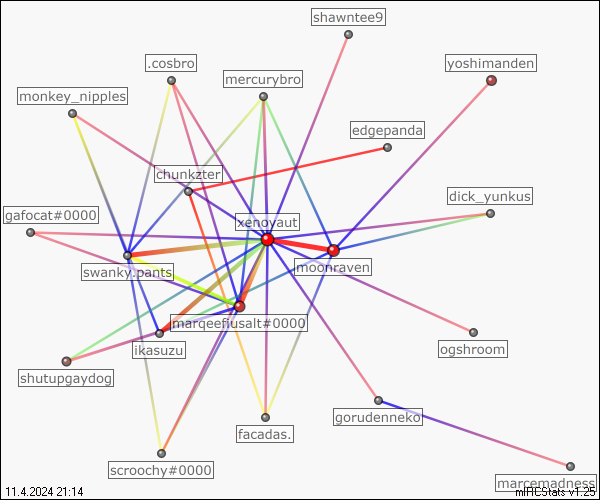 shawntee9
.cosbro
yoshimanden
mercurybro
monkey_nipples
edgepanda
chunkzter
dick_yunkus
gafocat#0000
xenoyaut
moonraven
swanky.pants
marqeefiusalt#0000
ikasuzu
ogshroom
shutupgaydog
gorudenneko
facadas.
scroochy#0000
marcemadness
11.4.2024 21:14
mIRCStats v1.25